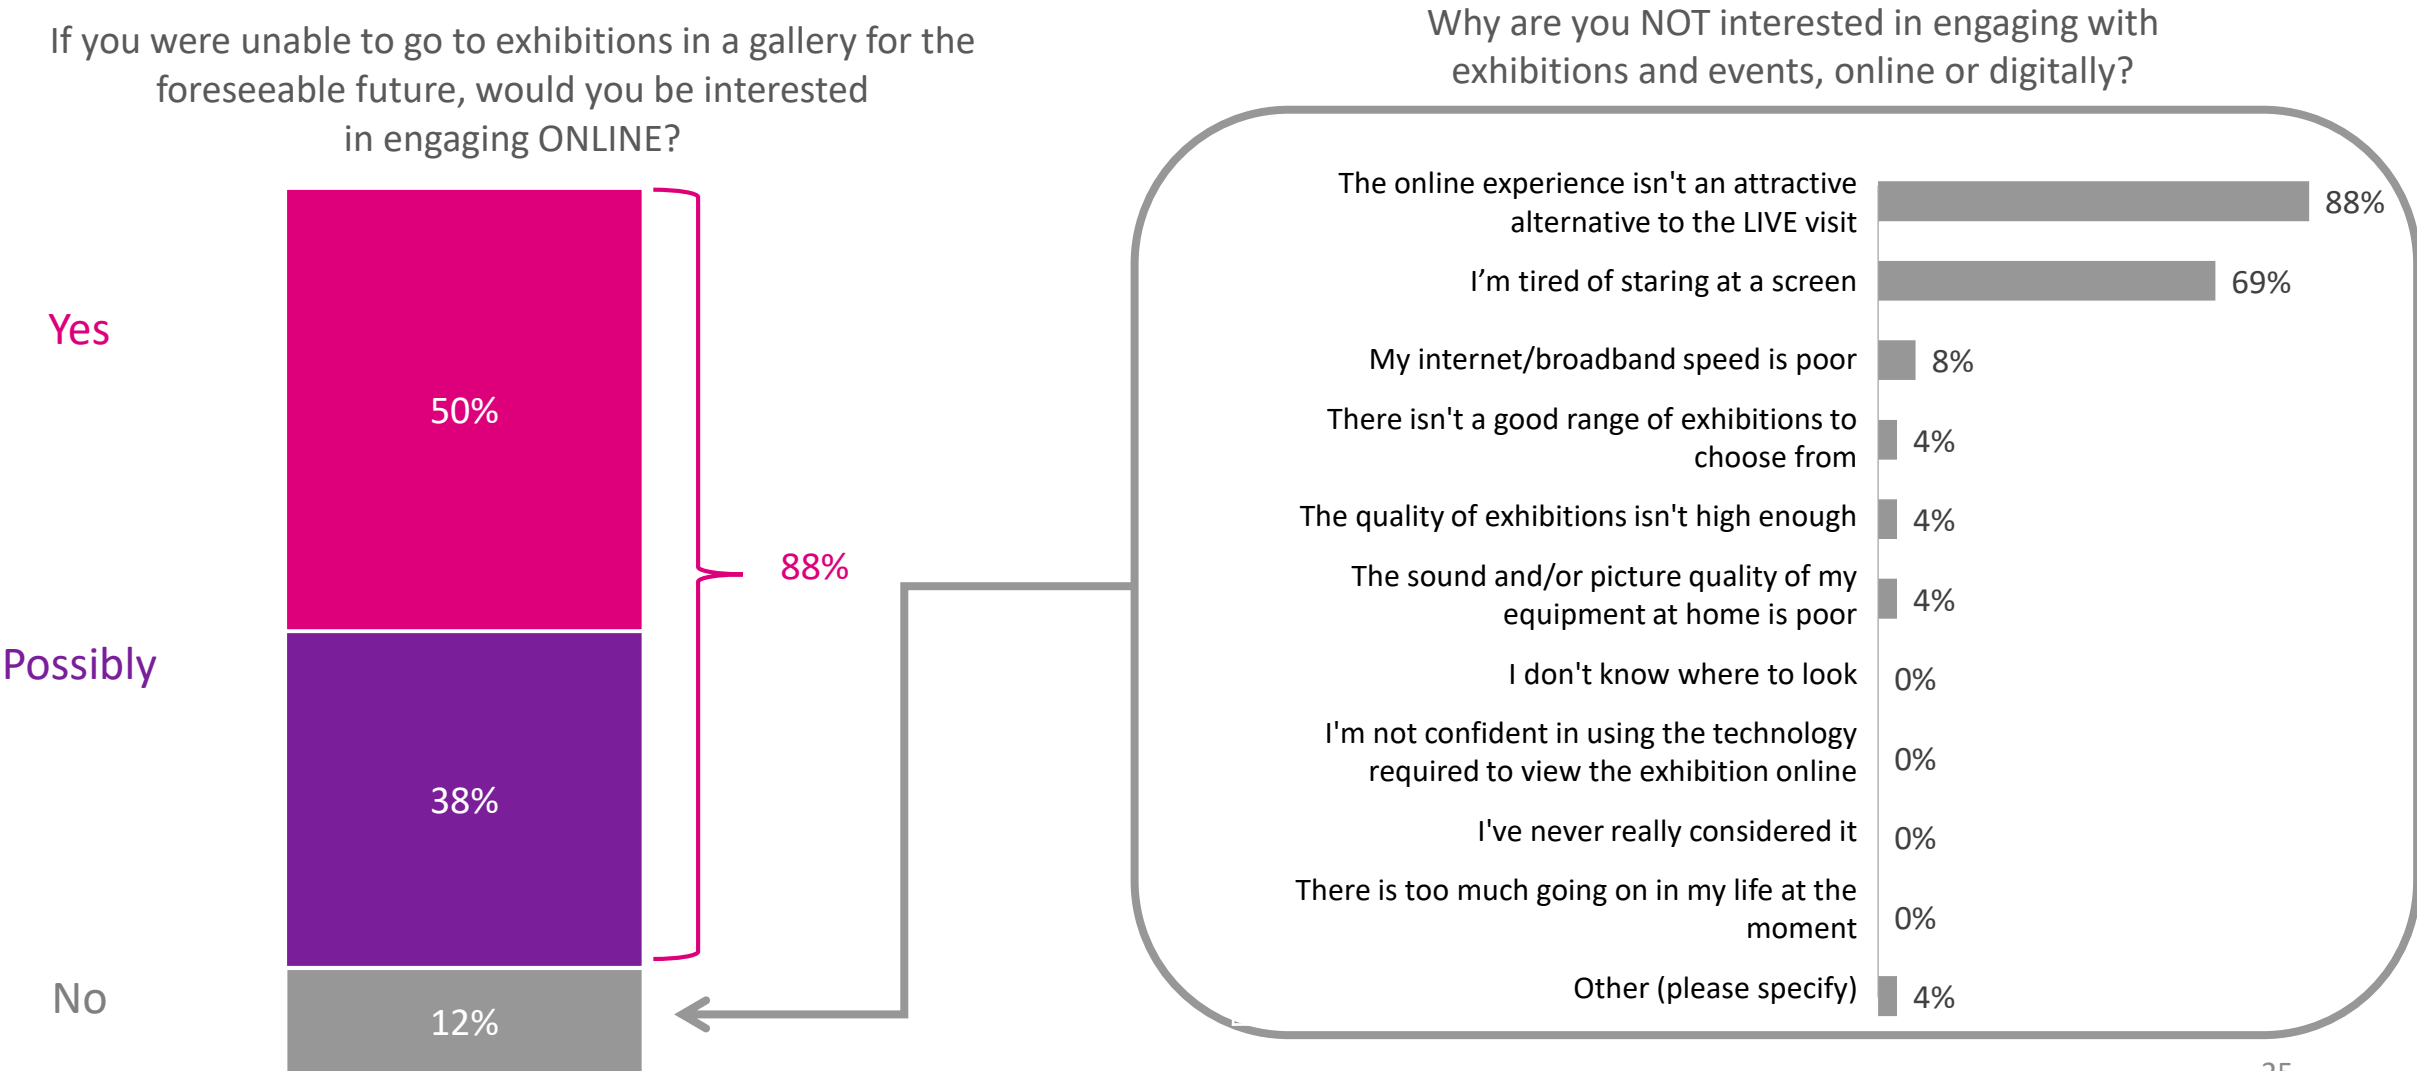 If you were unable to go to exhibitions in a gallery for the
foreseeable future, would you be interested
in engaging ONLINE?
Yes
50%
88%
Possibly
38%
No
12%
Why are you NOT interested in engaging with
exhibitions and events, online or digitally?
The online experience isn't an attractive
alternative to the LIVE visit
88%
I’m tired of staring at a screen
69%
My internet/broadband speed is poor
8%
There isn't a good range of exhibitions to
choose from
4%
The quality of exhibitions isn't high enough
4%
The sound and/or picture quality of my
equipment at home is poor
4%
I don't know where to look
0%
I'm not confident in using the technology
required to view the exhibition online
0%
I've never really considered it
0%
There is too much going on in my life at the
moment
0%
Other (please specify)
4%